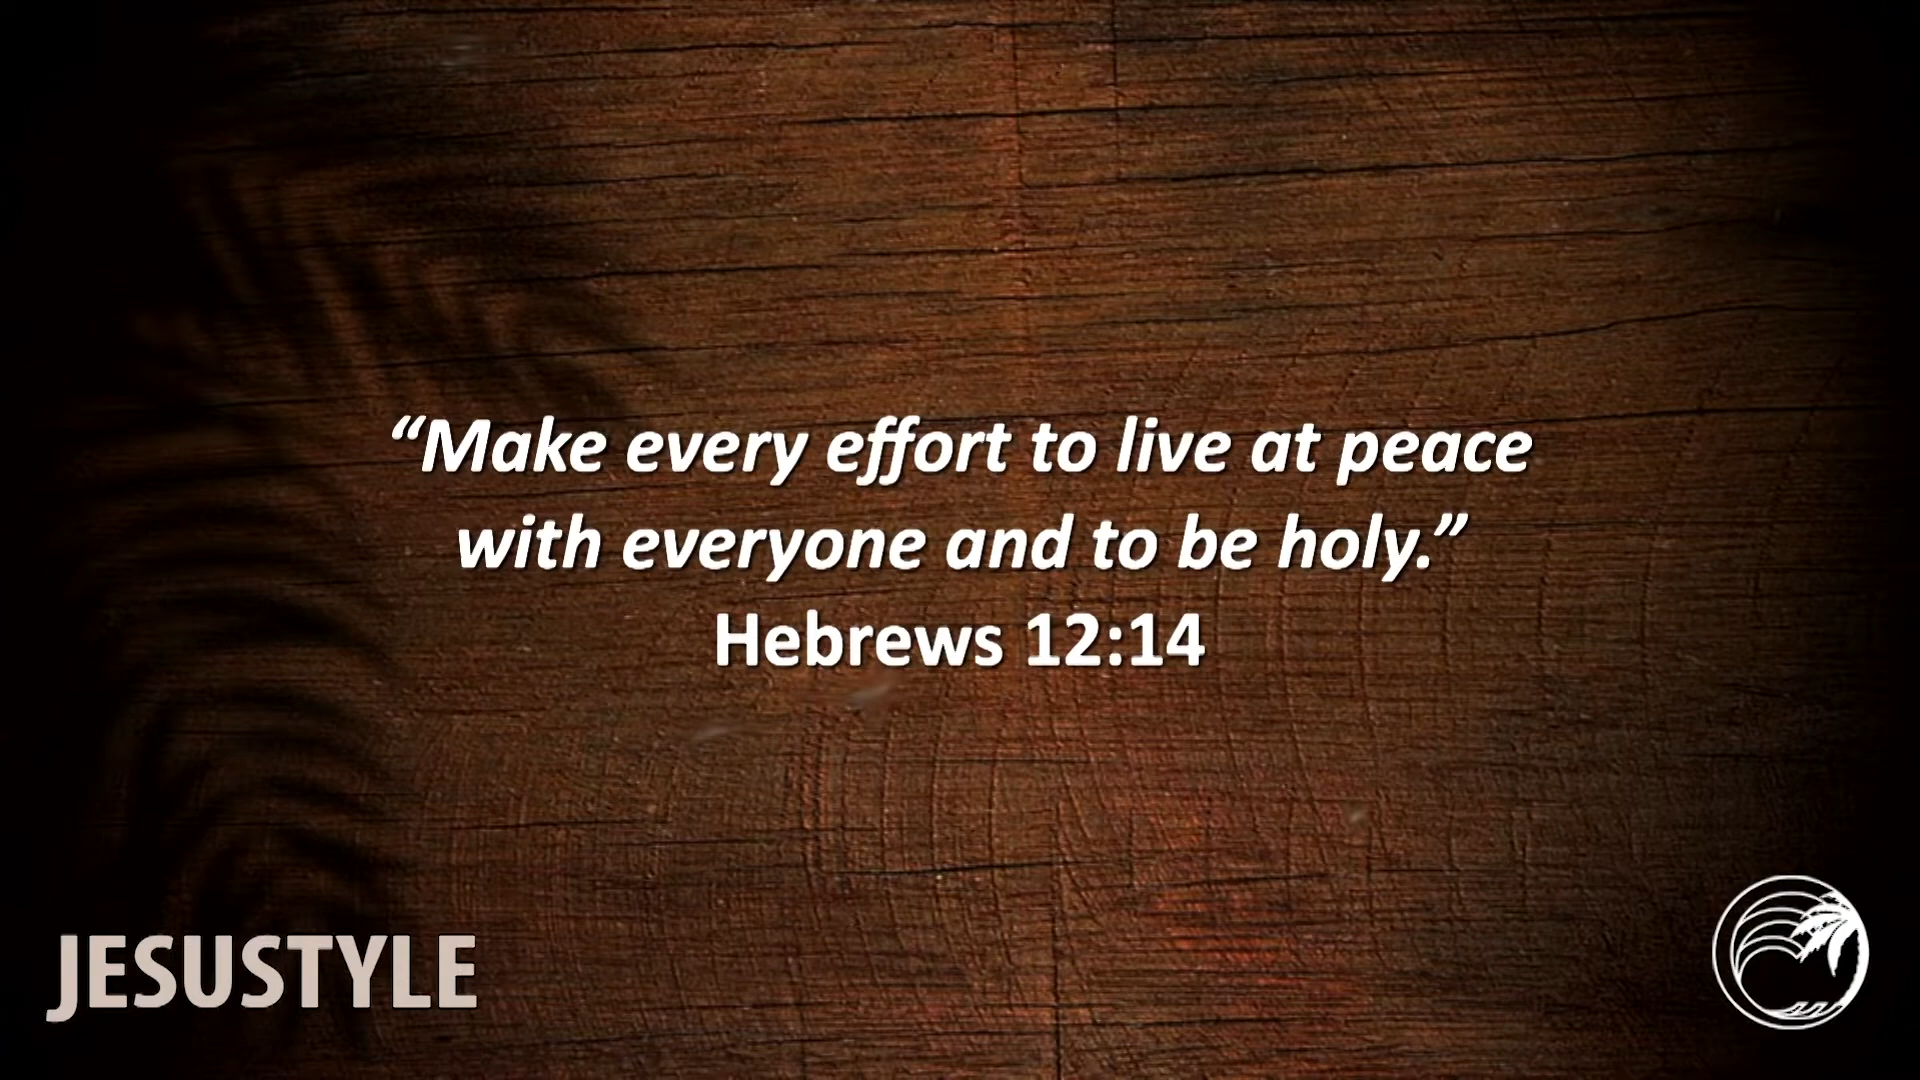 “Make every effort to live at peace
with everyone and to be holy.”
Hebrews 12:14
JESUSTYLE